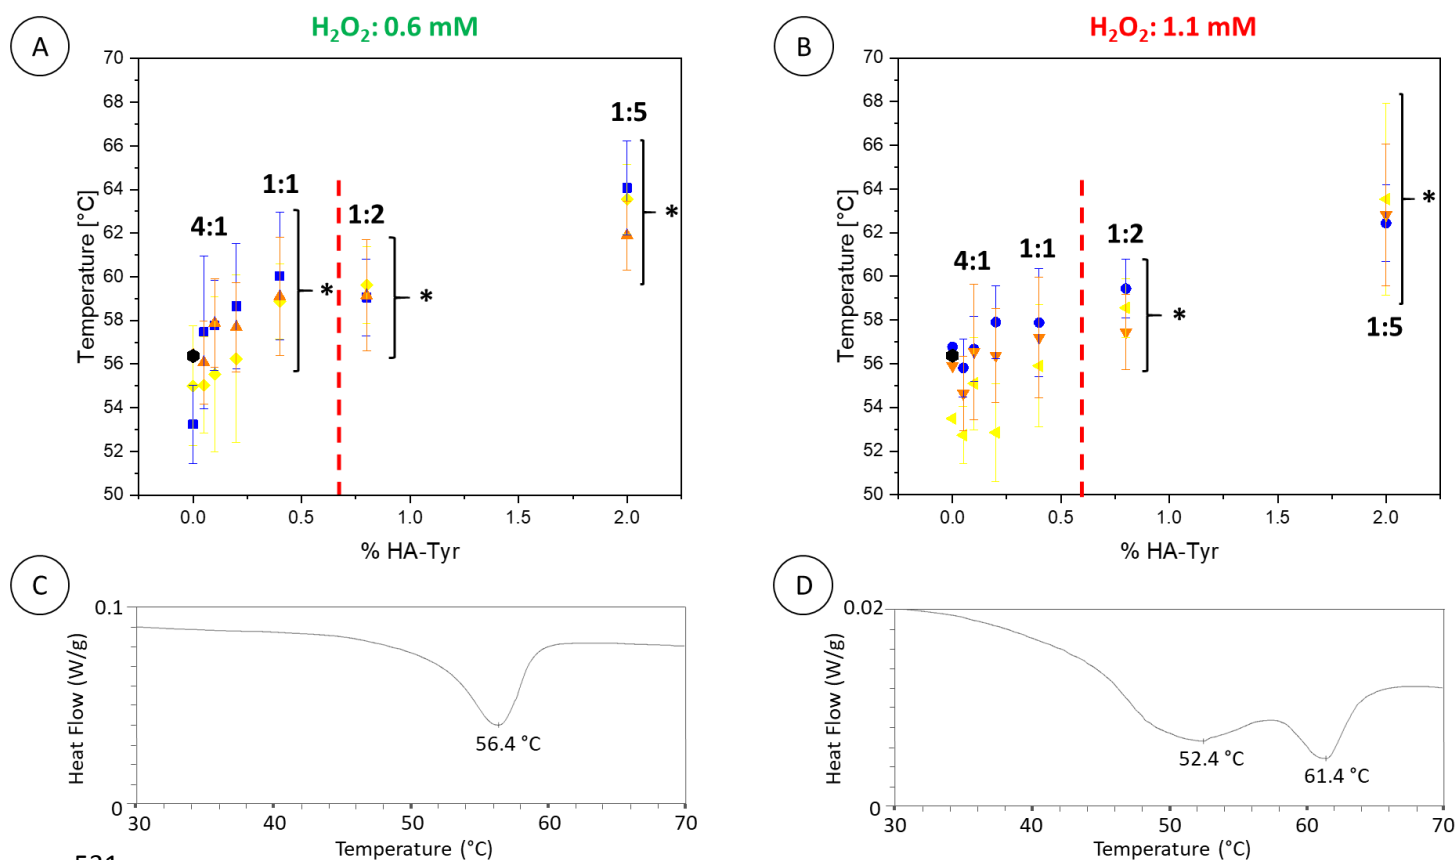 A
H₂O₂: 0.6 mM
Temperature [°C]
70
68
66
64
62
60
58
56
54
52
50
4:1
1:1
*
1:2
*
1:5
*
0.0 0.5 1.0 1.5 2.0
% HA-Tyr
B
H₂O₂: 1.1 mM
Temperature [°C]
70
68
66
64
62
60
58
56
54
52
50
4:1
1:1
1:2
*
1:5
*
0.0 0.5 1.0 1.5 2.0
% HA-Tyr
C
Heat Flow (W/g)
0.1
0
56.4 °C
30 40 50 60 70
Temperature (°C)
D
Heat Flow (W/g)
0.02
0
52.4 °C
61.4 °C
30 40 50 60 70
Temperature (°C)